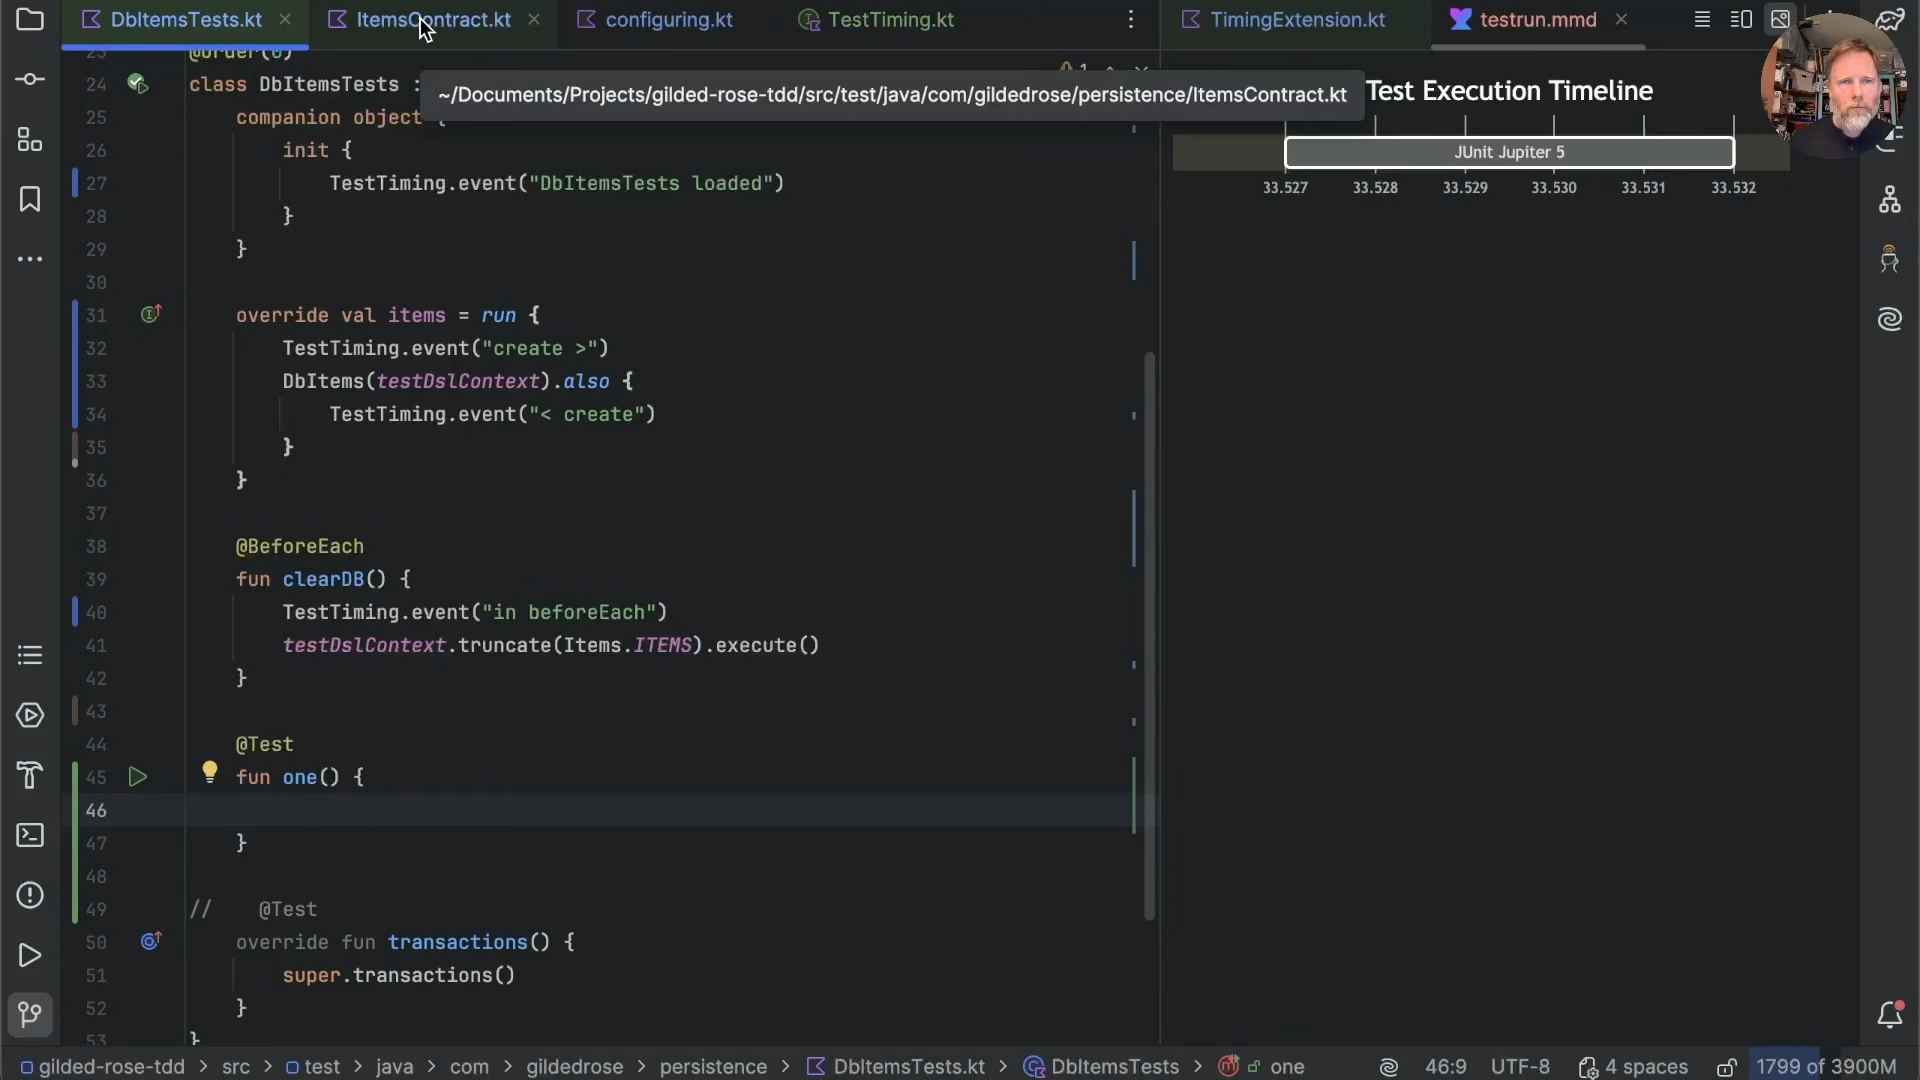 DbItemsTests.kt
ItemsContract.kt
configuring.kt
TestTiming.kt
TimingExtension.kt
testrun.mmd
23 @Order(0)
24 class DbItemsTests :
~/Documents/Projects/gilded-rose-tdd/src/test/java/com/gildedrose/persistence/ItemsContract.kt
25 companion object {
26 init {
27 TestTiming.event("DbItemsTests loaded")
28 }
29 }
30
31 override val items = run {
32 TestTiming.event("create >")
33 DbItems(testDslContext).also {
34 TestTiming.event("< create")
35 }
36 }
37
38 @BeforeEach
39 fun clearDB() {
40 TestTiming.event("in beforeEach")
41 testDslContext.truncate(Items.ITEMS).execute()
42 }
43
44 @Test
45 fun one() {
46
47 }
48
49 // @Test
50 override fun transactions() {
51 super.transactions()
52 }
53 }
Test Execution Timeline
JUnit Jupiter 5
33.527 33.528 33.529 33.530 33.531 33.532
gilded-rose-tdd > src > test > java > com > gildedrose > persistence > DbItemsTests.kt > DbItemsTests > one
46:9 UTF-8 4 spaces 1799 of 3900M